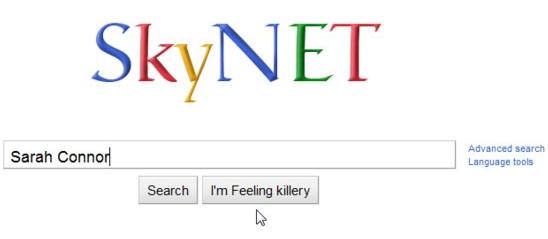 SkyNET
Sarah Connor
Advanced search
Language tools
Search
I'm Feeling killery